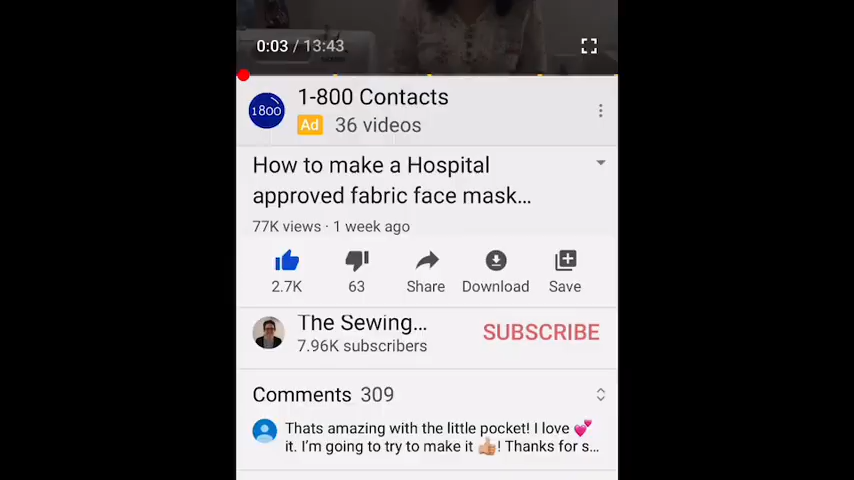 0:03 / 13:43
1-800 Contacts
1800
Ad 36 videos
How to make a Hospital
approved fabric face mask...
77K views · 1 week ago
2.7K 63 Share Download Save
The Sewing...
7.96K subscribers
SUBSCRIBE
Comments 309
Thats amazing with the little pocket! I love 💕
it. I'm going to try to make it 👍🏼! Thanks for s...